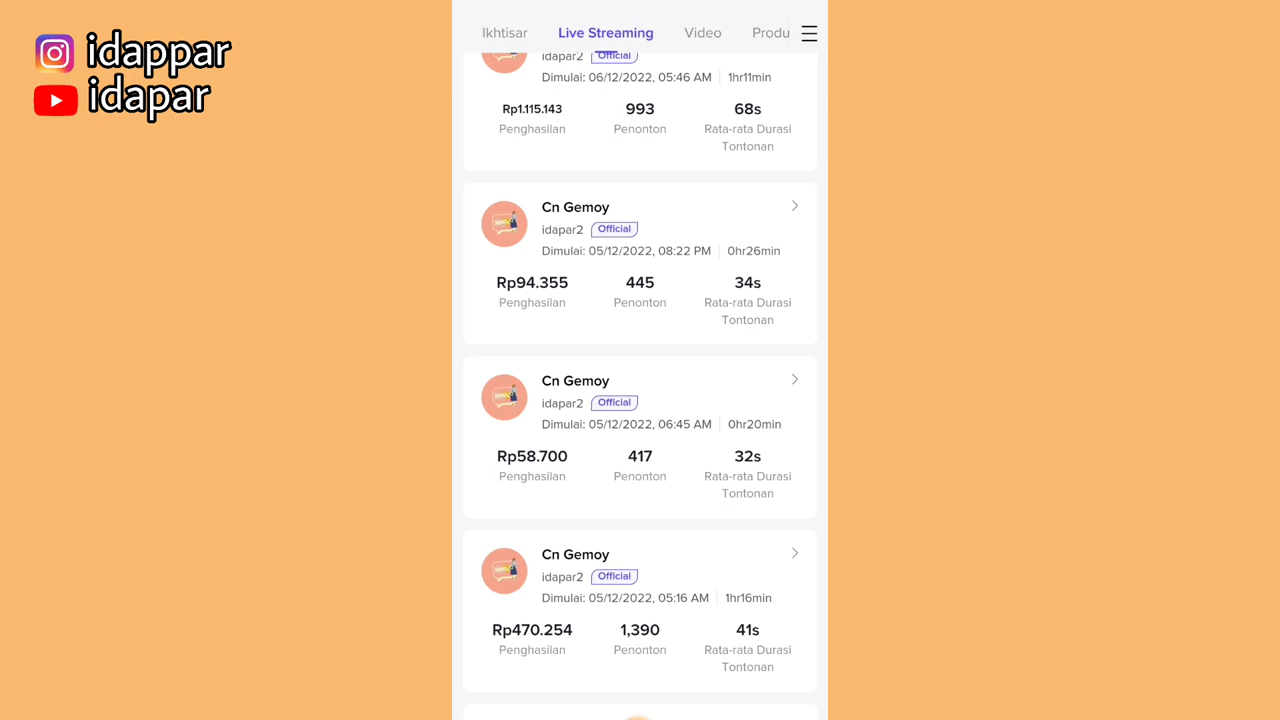 idappar
idapar
Ikhtisar Live Streaming Video Produ
idapar2 Official
Dimulai: 06/12/2022, 05:46 AM 1hr11min
Rp1.115.143 993 68s
Penghasilan Penonton Rata-rata Durasi
Tontonan
Cn Gemoy
idapar2 Official
Dimulai: 05/12/2022, 08:22 PM 0hr26min
Rp94.355 445 34s
Penghasilan Penonton Rata-rata Durasi
Tontonan
Cn Gemoy
idapar2 Official
Dimulai: 05/12/2022, 06:45 AM 0hr20min
Rp58.700 417 32s
Penghasilan Penonton Rata-rata Durasi
Tontonan
Cn Gemoy
idapar2 Official
Dimulai: 05/12/2022, 05:16 AM 1hr16min
Rp470.254 1,390 41s
Penghasilan Penonton Rata-rata Durasi
Tontonan